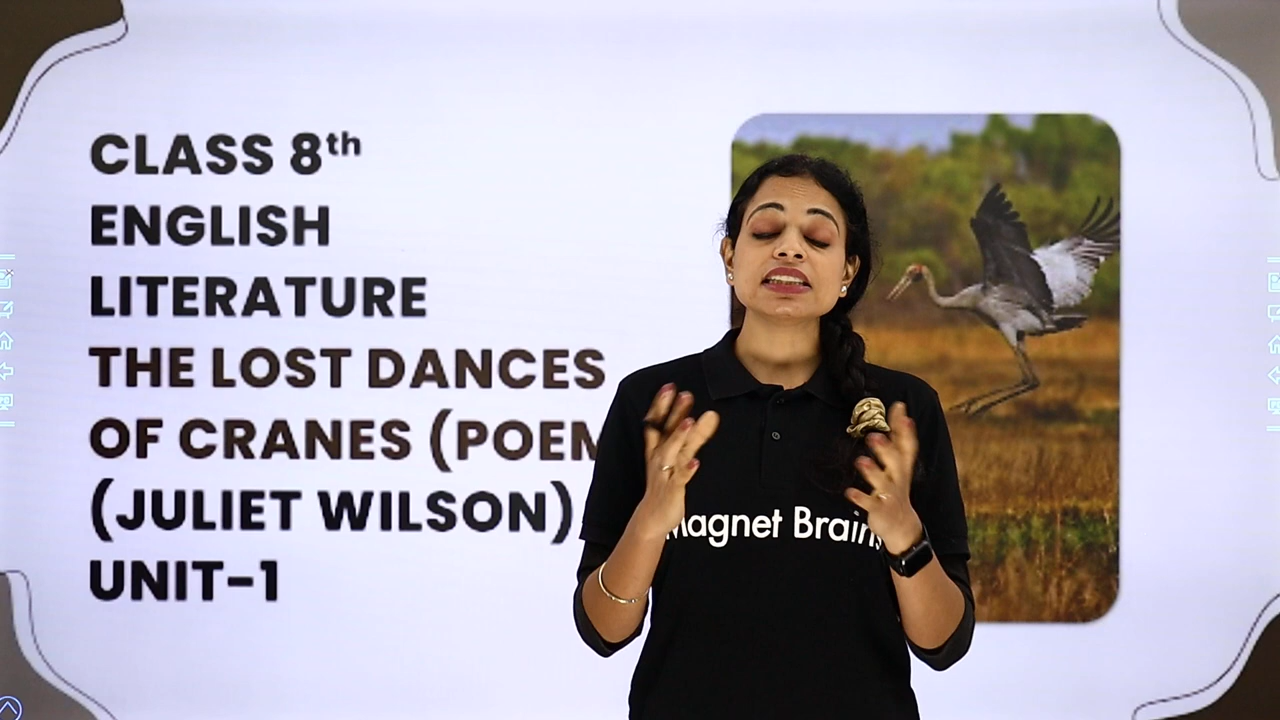 CLASS 8th
ENGLISH
LITERATURE
THE LOST DANCES
OF CRANES (POEM
(JULIET WILSON)
UNIT-1
Magnet Brains